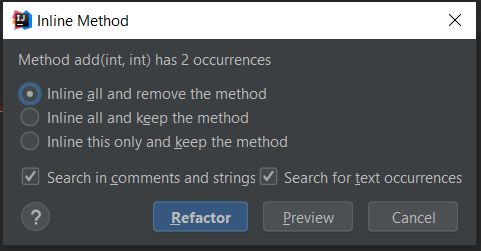 IJ Inline Method
Method add(int, int) has 2 occurrences
Inline all and remove the method
Inline all and keep the method
Inline this only and keep the method
Search in comments and strings Search for text occurrences
? Refactor Preview Cancel